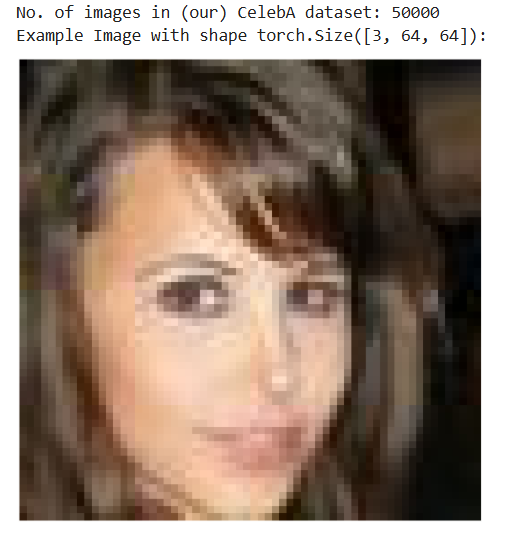 No. of images in (our) CelebA dataset: 50000
Example Image with shape torch.Size([3, 64, 64]):